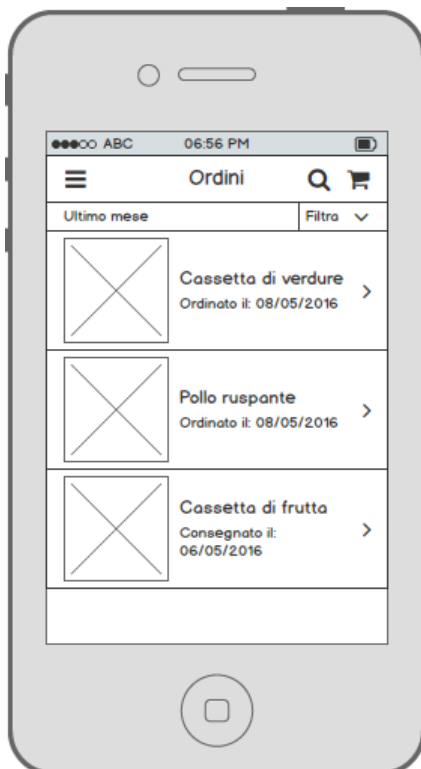 ABC 06:56 PM
Ordini
Ultimo mese Filtra
Cassetta di verdure
Ordinato il: 08/05/2016
Pollo ruspante
Ordinato il: 08/05/2016
Cassetta di frutta
Consegnato il:
06/05/2016